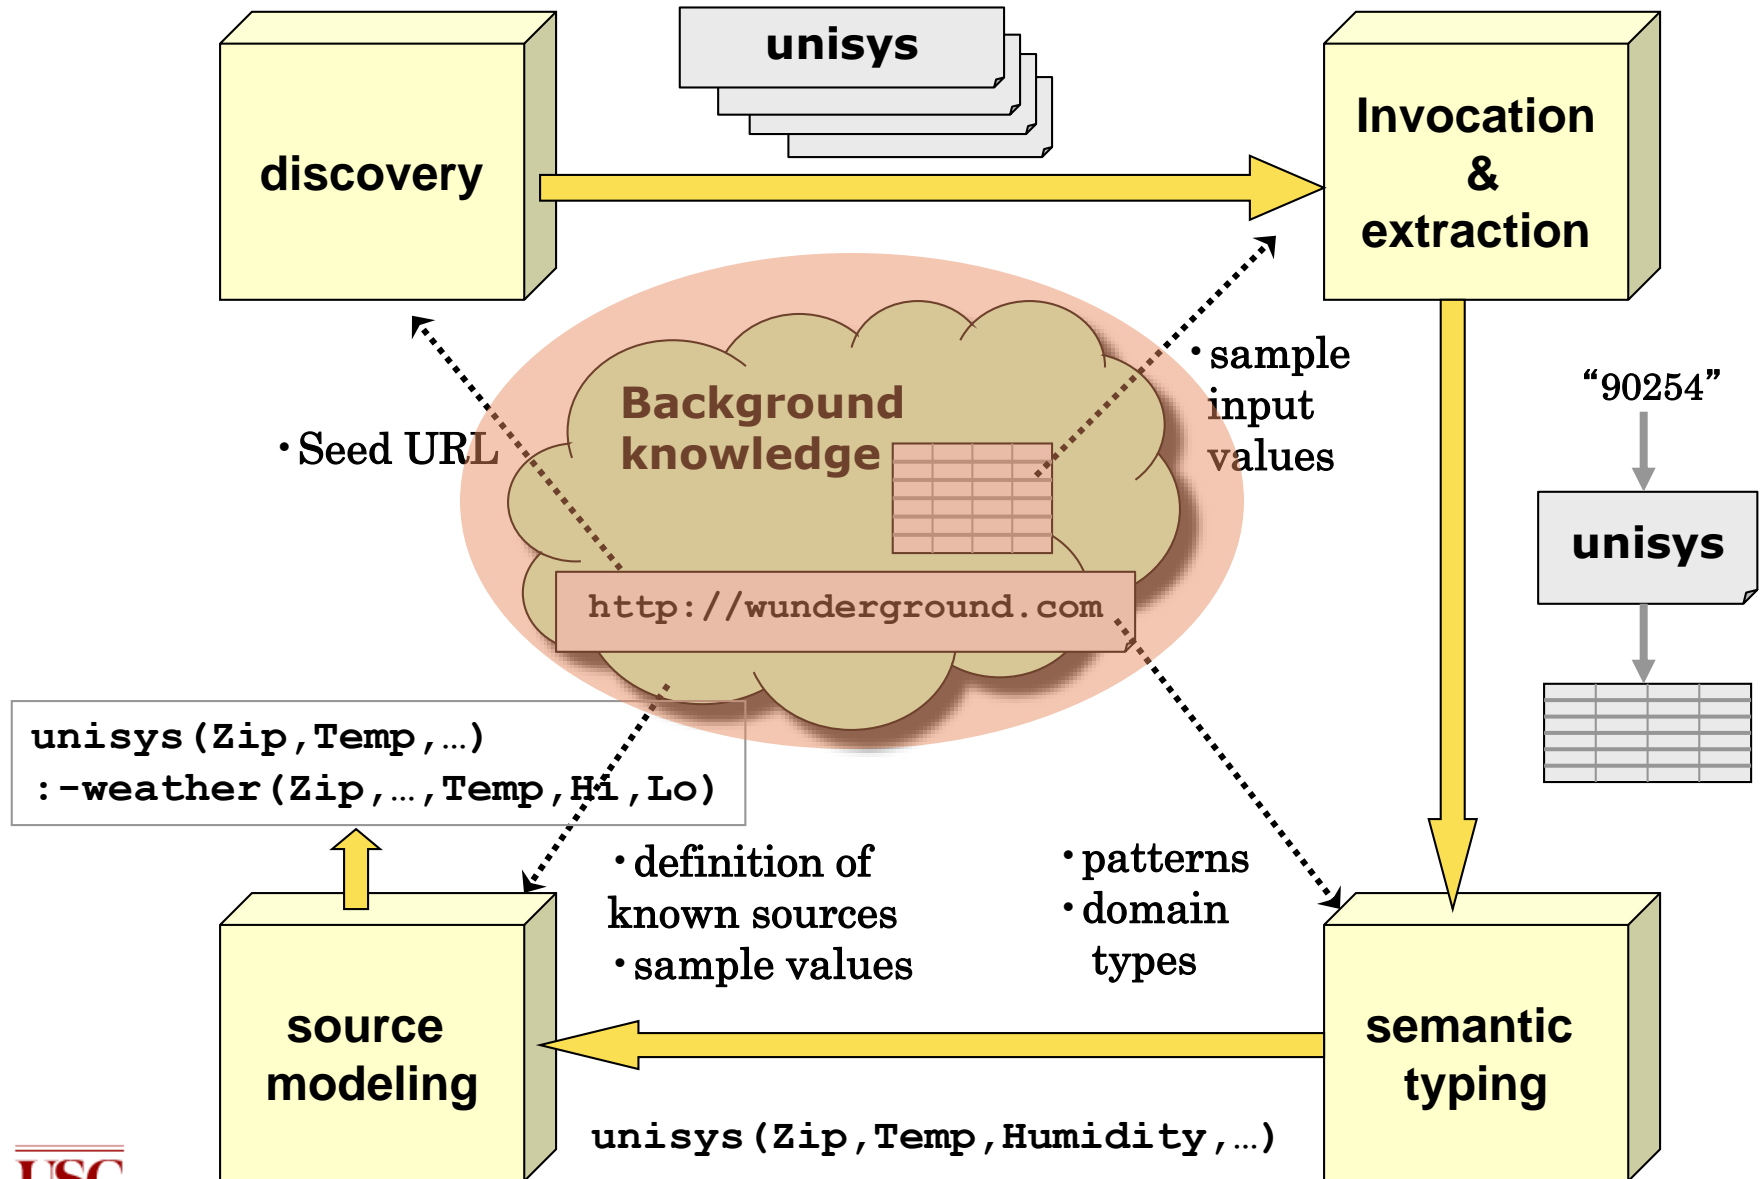 unisys
discovery
Invocation
&
extraction
Background
knowledge
• Seed URL
• sample
input
values
“90254”
unisys
http://wunderground.com
unisys(Zip,Temp,…)
:-weather(Zip,…,Temp,Hi,Lo)
• definition of
known sources
• sample values
• patterns
• domain
types
source
modeling
semantic
typing
unisys(Zip,Temp,Humidity,…)
USC